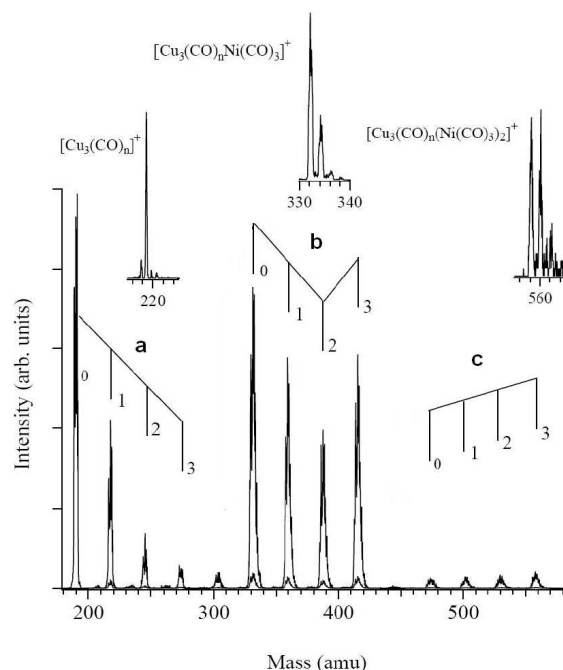 [Cu₃(CO)ₙNi(CO)₃]⁺
[Cu₃(CO)ₙ]⁺
[Cu₃(CO)ₙ(Ni(CO)₃)₂]⁺
330 340
220
560
a
b
c
0
1
2
3
0
1
2
3
0
1
2
3
Intensity (arb. units)
200 300 400 500
Mass (amu)